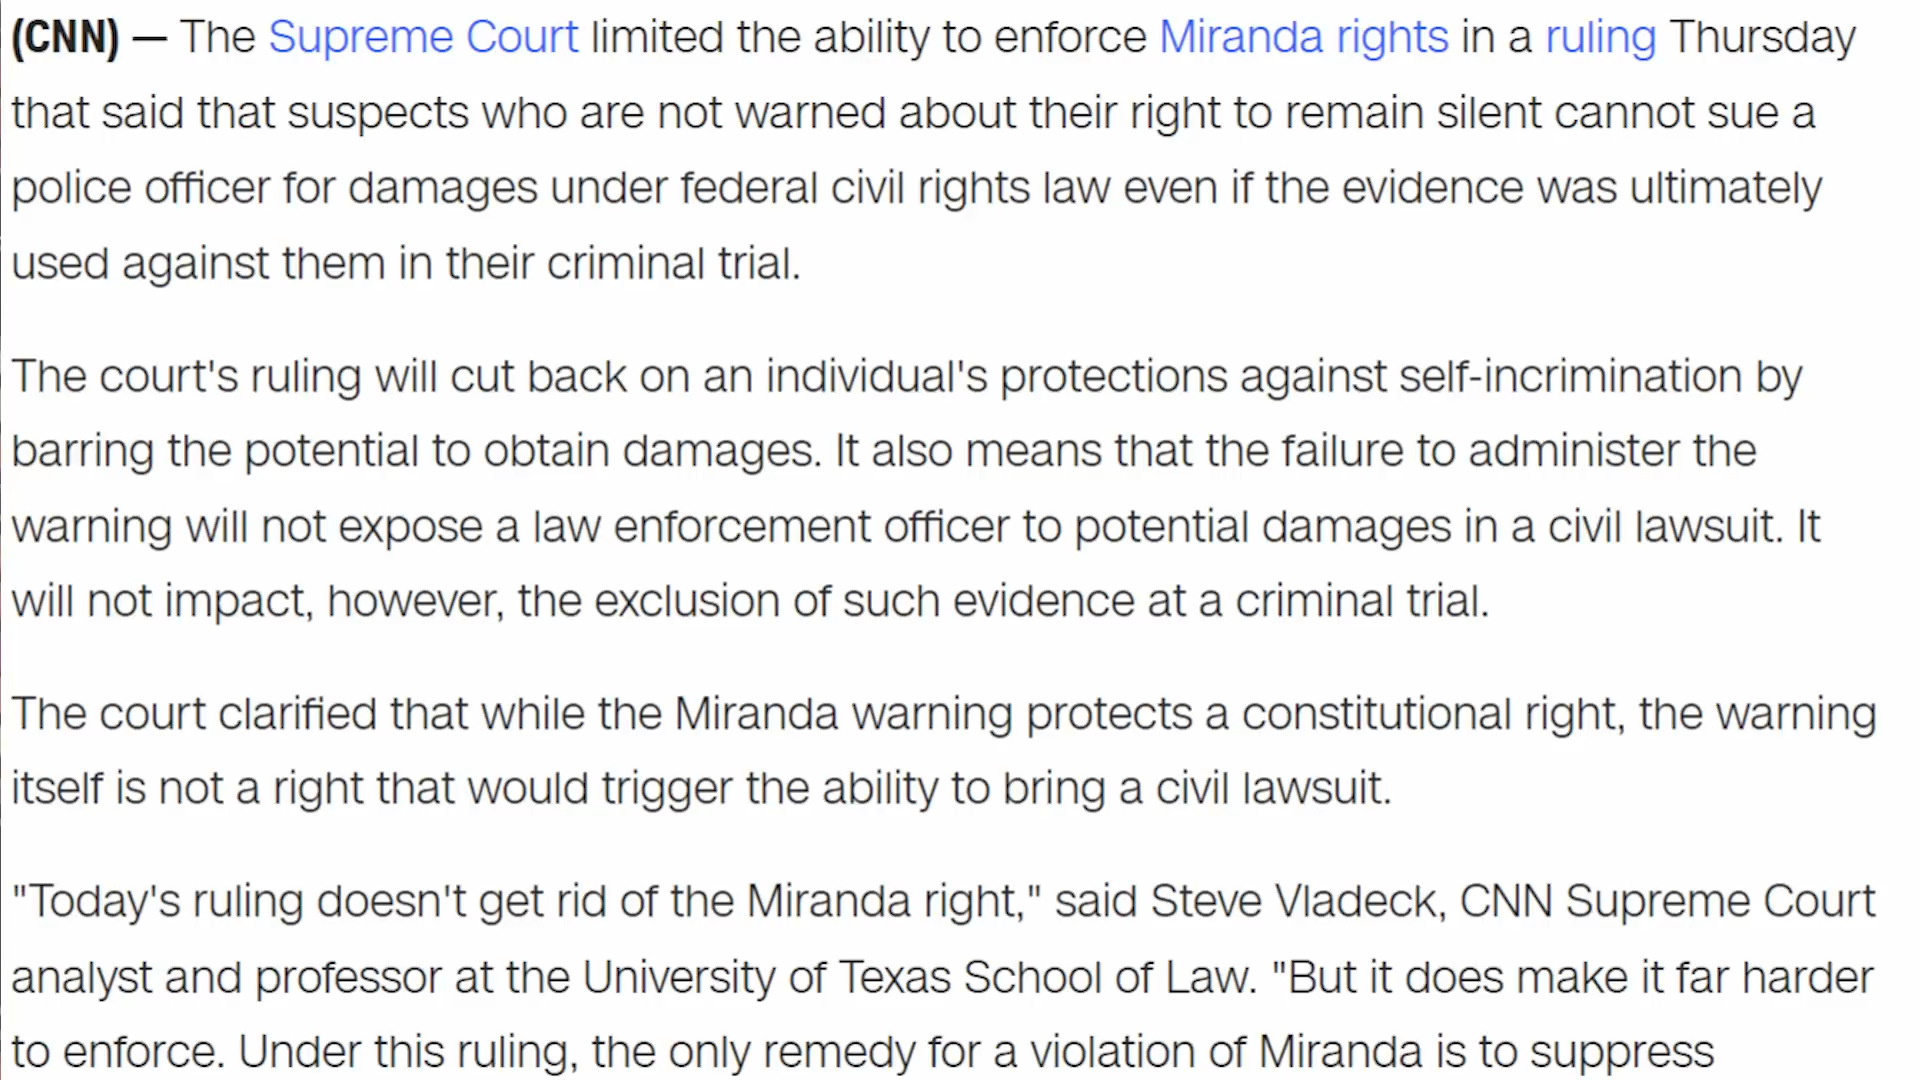 (CNN) — The Supreme Court limited the ability to enforce Miranda rights in a ruling Thursday
that said that suspects who are not warned about their right to remain silent cannot sue a
police officer for damages under federal civil rights law even if the evidence was ultimately
used against them in their criminal trial.
The court's ruling will cut back on an individual's protections against self-incrimination by
barring the potential to obtain damages. It also means that the failure to administer the
warning will not expose a law enforcement officer to potential damages in a civil lawsuit. It
will not impact, however, the exclusion of such evidence at a criminal trial.
The court clarified that while the Miranda warning protects a constitutional right, the warning
itself is not a right that would trigger the ability to bring a civil lawsuit.
"Today's ruling doesn't get rid of the Miranda right," said Steve Vladeck, CNN Supreme Court
analyst and professor at the University of Texas School of Law. "But it does make it far harder
to enforce. Under this ruling, the only remedy for a violation of Miranda is to suppress